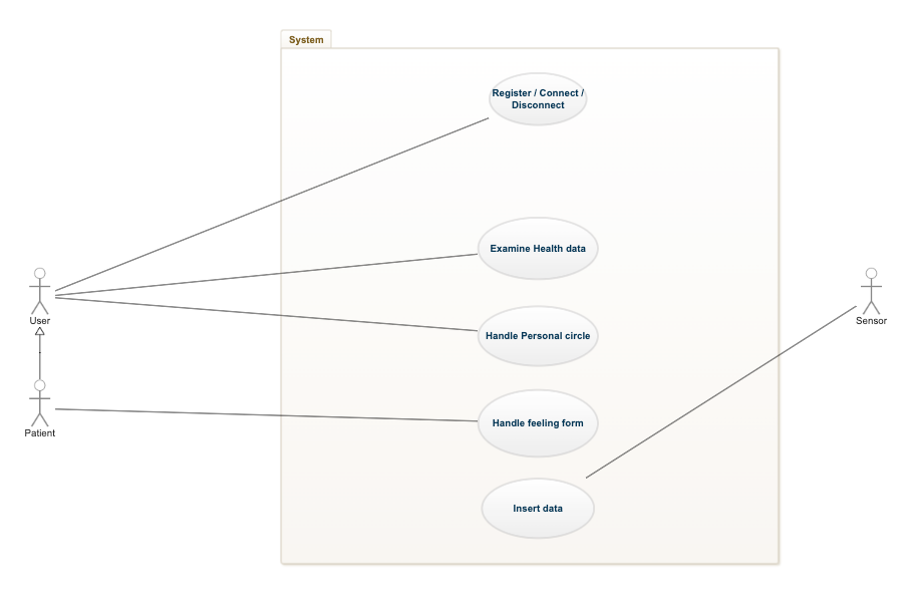 System
Register / Connect /
Disconnect
Examine Health data
User
Sensor
Handle Personal circle
Handle feeling form
Patient
Insert data